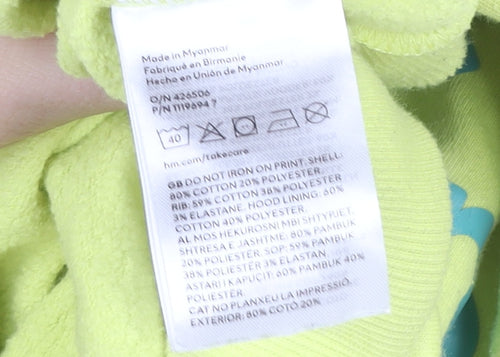 Made in Myanmar
Fabriqué en Birmanie
Hecho en Unión de Myanmar
O/N 426506
P/N 1119694 7
40
hm.com/takecare
GB DO NOT IRON ON PRINT. SHELL:
80% COTTON 20% POLYESTER.
RIB: 59% COTTON 38% POLYESTER
3% ELASTANE. HOOD LINING: 60%
COTTON 40% POLYESTER.
AL MOS HEKUROSNI MBI SHTYPJET.
SHTRESA E JASHTME: 80% PAMBUK
20% POLIESTER. SOP: 59% PAMBUK
38% POLIESTER 3% ELASTAN.
ASTARI I KAPUÇIT: 60% PAMBUK 40%
POLIESTER.
CAT NO PLANXEU LA IMPRESSIÓ.
EXTERIOR: 80% COTÓ 20%